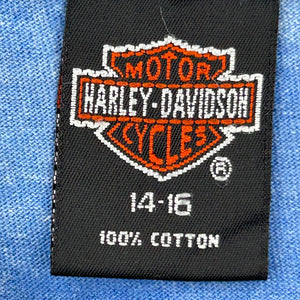 MOTOR
HARLEY-DAVIDSON
CYCLES
®
14-16
100% COTTON